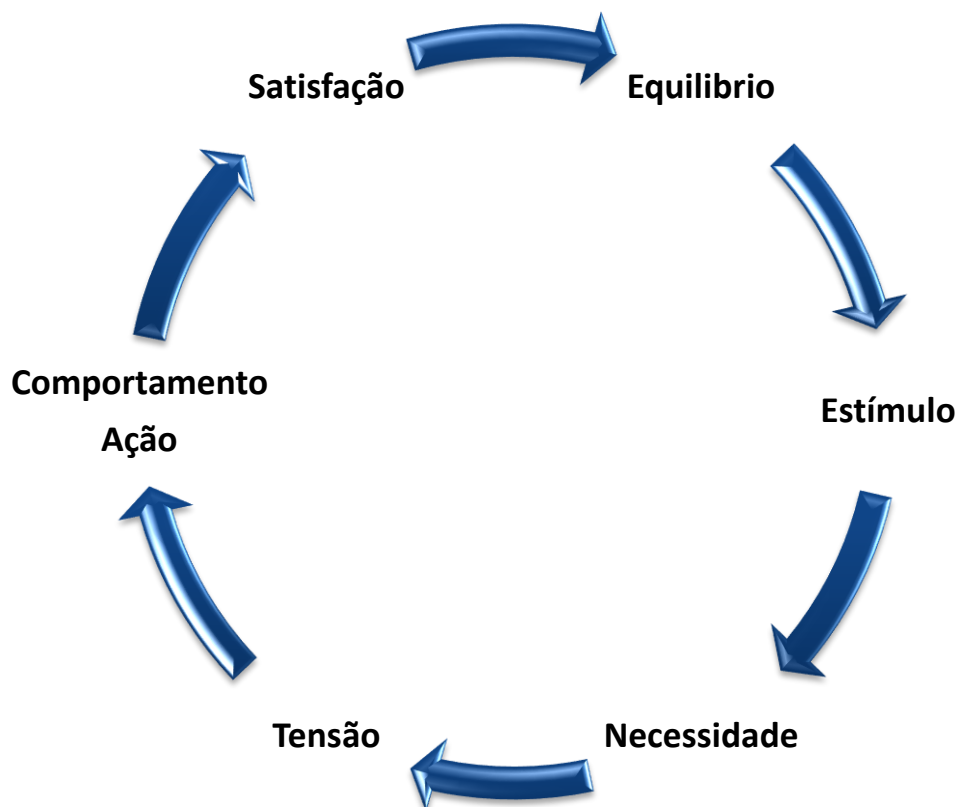 Satisfação
Equilibrio
Estímulo
Necessidade
Tensão
Comportamento
Ação